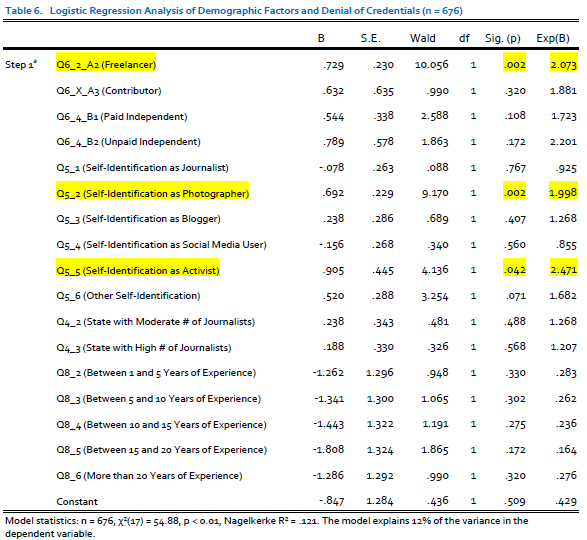 Table 6. Logistic Regression Analysis of Demographic Factors and Denial of Credentials (n = 676)
B S.E. Wald df Sig. (p) Exp(B)
Step 1ª Q6_2_A2 (Freelancer) .729 .230 10.056 1 .002 2.073
Q6_X_A3 (Contributor) .632 .635 .990 1 .320 1.881
Q6_4_B1 (Paid Independent) .544 .338 2.588 1 .108 1.723
Q6_4_B2 (Unpaid Independent) .789 .578 1.863 1 .172 2.201
Q5_1 (Self-Identification as Journalist) -.078 .263 .088 1 .767 .925
Q5_2 (Self-Identification as Photographer) .692 .229 9.170 1 .002 1.998
Q5_3 (Self-Identification as Blogger) .238 .286 .689 1 .407 1.268
Q5_4 (Self-Identification as Social Media User) -.156 .268 .340 1 .560 .855
Q5_5 (Self-Identification as Activist) .905 .445 4.136 1 .042 2.471
Q5_6 (Other Self-Identification) .520 .288 3.254 1 .071 1.682
Q4_2 (State with Moderate # of Journalists) .238 .343 .481 1 .488 1.268
Q4_3 (State with High # of Journalists) .188 .330 .326 1 .568 1.207
Q8_2 (Between 1 and 5 Years of Experience) -1.262 1.296 .948 1 .330 .283
Q8_3 (Between 5 and 10 Years of Experience) -1.341 1.300 1.065 1 .302 .262
Q8_4 (Between 10 and 15 Years of Experience) -1.443 1.322 1.191 1 .275 .236
Q8_5 (Between 15 and 20 Years of Experience) -1.808 1.324 1.865 1 .172 .164
Q8_6 (More than 20 Years of Experience) -1.286 1.292 .990 1 .320 .276
Constant -.847 1.284 .436 1 .509 .429
Model statistics: n = 676, χ²(17) = 54.88, p < 0.01, Nagelkerke R² = .121. The model explains 12% of the variance in the
dependent variable.